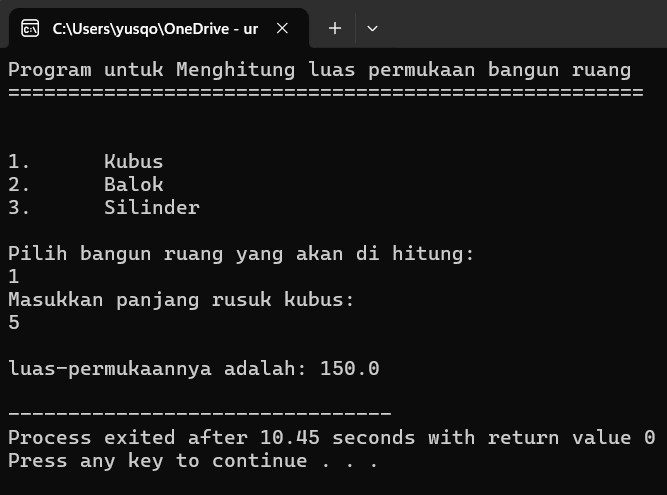 C:\Users\yusqo\OneDrive - ur
Program untuk Menghitung luas permukaan bangun ruang
=====================================================
1. Kubus
2. Balok
3. Silinder
Pilih bangun ruang yang akan di hitung:
1
Masukkan panjang rusuk kubus:
5
luas-permukaannya adalah: 150.0
--------------------------------
Process exited after 10.45 seconds with return value 0
Press any key to continue . . .